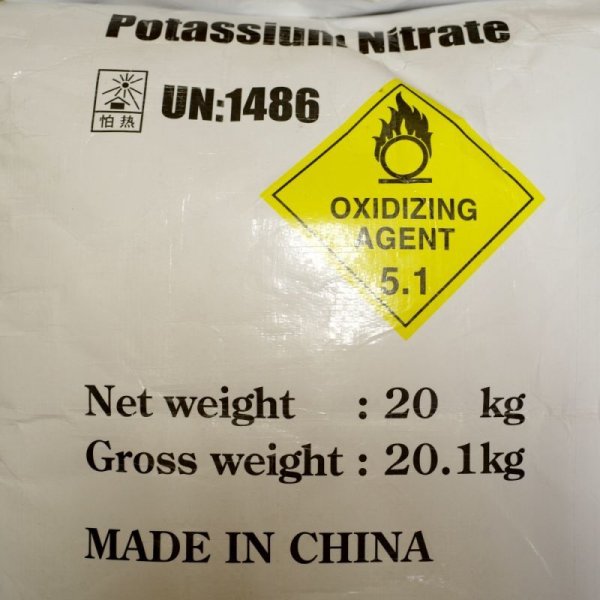 Potassium Nitrate
怕热
UN:1486
OXIDIZING
AGENT
5.1
Net weight : 20 kg
Gross weight : 20.1kg
MADE IN CHINA